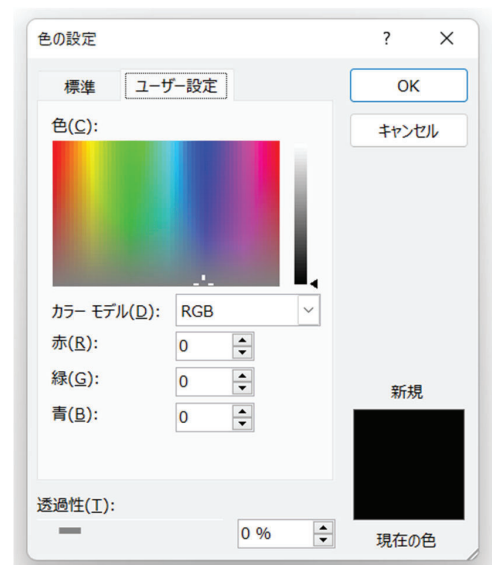 色の設定 ? ×
標準 ユーザー設定
OK
キャンセル
色(C):
カラー モデル(D): RGB
赤(R): 0
緑(G): 0
青(B): 0
新規
現在の色
透過性(T):
0 %